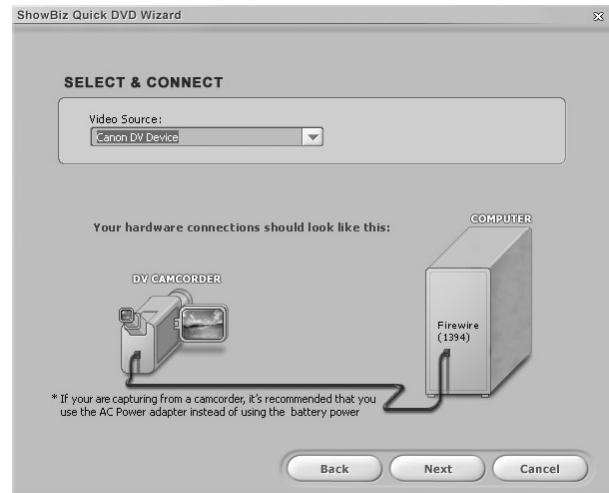 ShowBiz Quick DVD Wizard
SELECT & CONNECT
Video Source:
Canon DV Device
Your hardware connections should look like this:
COMPUTER
DV CAMCORDER
Firewire
(1394)
* If your are capturing from a camcorder, it's recommended that you
use the AC Power adapter instead of using the battery power
Back
Next
Cancel